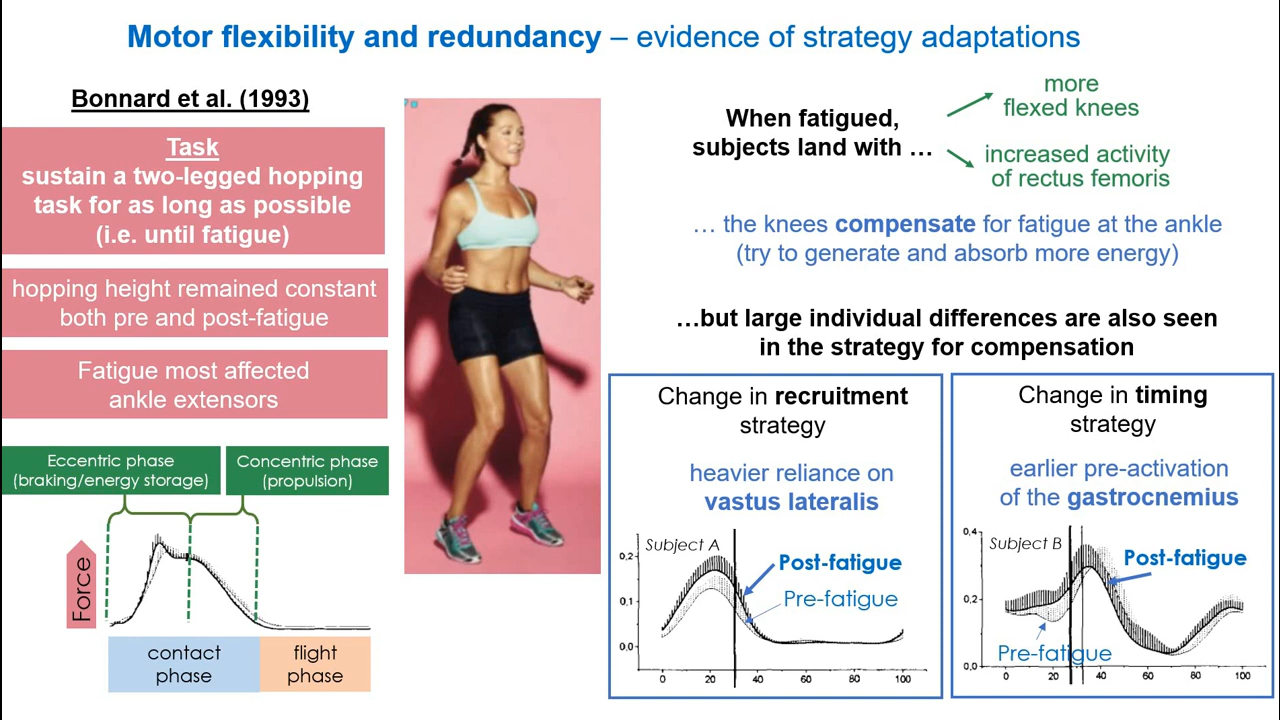 Motor flexibility and redundancy – evidence of strategy adaptations
Bonnard et al. (1993)
Task
sustain a two-legged hopping
task for as long as possible
(i.e. until fatigue)
hopping height remained constant
both pre and post-fatigue
Fatigue most affected
ankle extensors
Eccentric phase
(braking/energy storage)
Concentric phase
(propulsion)
Force
contact
phase
flight
phase
When fatigued,
subjects land with …
more
flexed knees
increased activity
of rectus femoris
… the knees compensate for fatigue at the ankle
(try to generate and absorb more energy)
…but large individual differences are also seen
in the strategy for compensation
Change in recruitment
strategy
heavier reliance on
vastus lateralis
Subject A
Post-fatigue
Pre-fatigue
0.2
0.1
0.0
0 20 40 60 80 100
Change in timing
strategy
earlier pre-activation
of the gastrocnemius
Subject B
Post-fatigue
Pre-fatigue
0.4
0.2
0.0
0 20 40 60 80 100